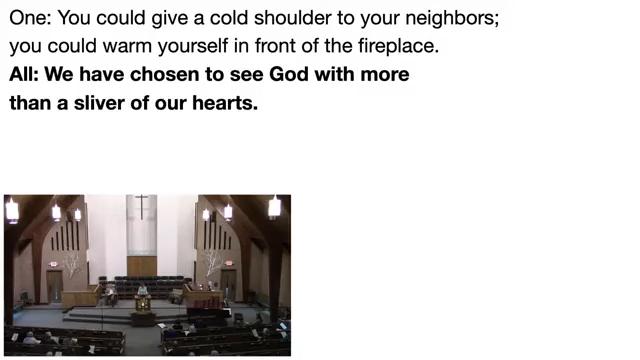 One: You could give a cold shoulder to your neighbors;
you could warm yourself in front of the fireplace.
All: We have chosen to see God with more
than a sliver of our hearts.